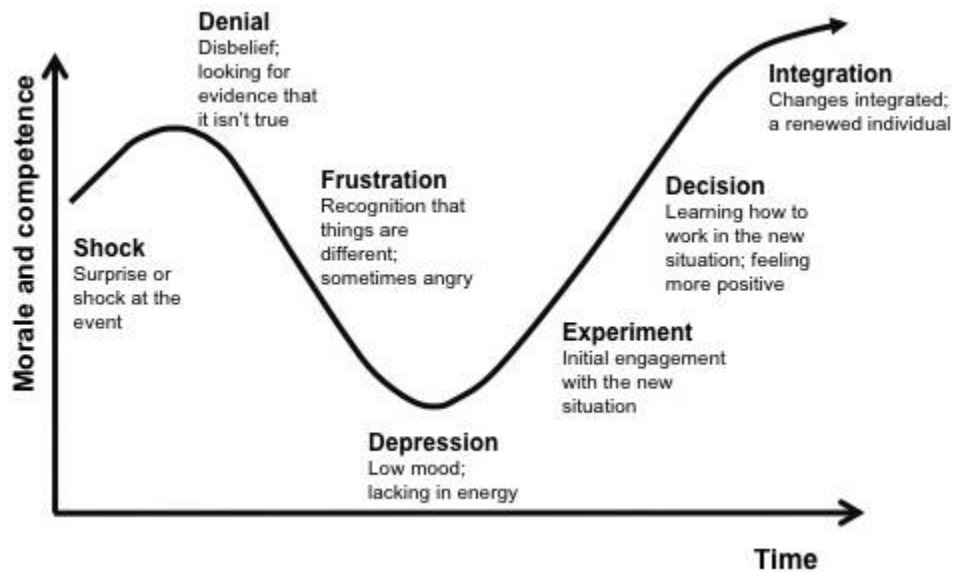 Denial
Disbelief;
looking for
evidence that
it isn't true
Integration
Changes integrated;
a renewed individual
Frustration
Recognition that
things are
different;
sometimes angry
Decision
Learning how to
work in the new
situation; feeling
more positive
Shock
Surprise or
shock at the
event
Experiment
Initial engagement
with the new
situation
Depression
Low mood;
lacking in energy
Morale and competence
Time